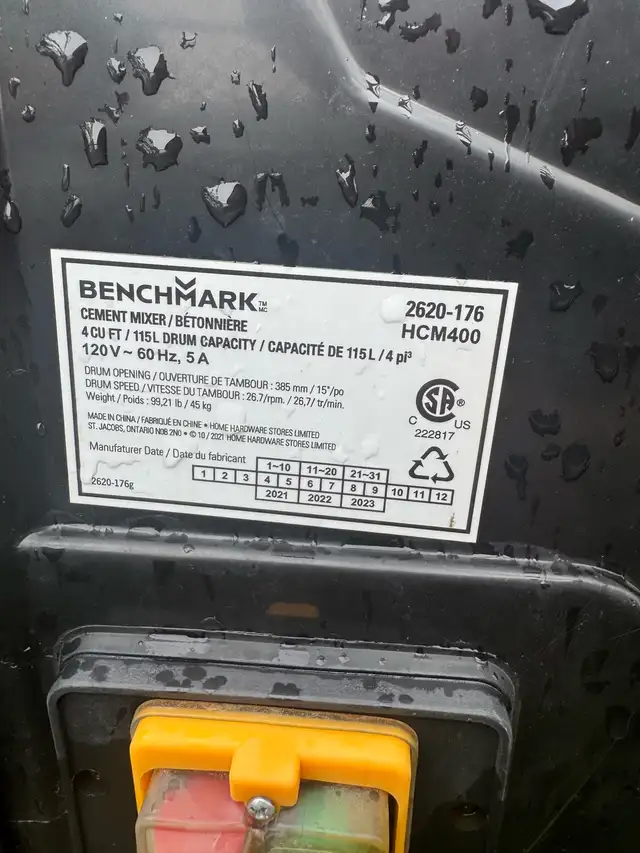 BENCHMARK TM MC
2620-176
HCM400
CEMENT MIXER / BÉTONNIÈRE
4 CU FT / 115L DRUM CAPACITY / CAPACITÉ DE 115L / 4 pi³
120V ~ 60Hz, 5A
DRUM OPENING / OUVERTURE DE TAMBOUR : 385 mm / 15"/po
DRUM SPEED / VITESSE DU TAMBOUR : 26.7/rpm. / 26,7/ tr/min.
Weight / Poids : 99,21 lb / 45 kg
SA ®
C US
222817
MADE IN CHINA / FABRIQUÉ EN CHINE * HOME HARDWARE STORES LIMITED
ST. JACOBS, ONTARIO N0B 2N0 * © 10 / 2021 HOME HARDWARE STORES LIMITED
Manufaturer Date / Date du fabricant
1~10 11~20 21~31
1 2 3 4 5 6 7 8 9 10 11 12
2021 2022 2023
2620-176g